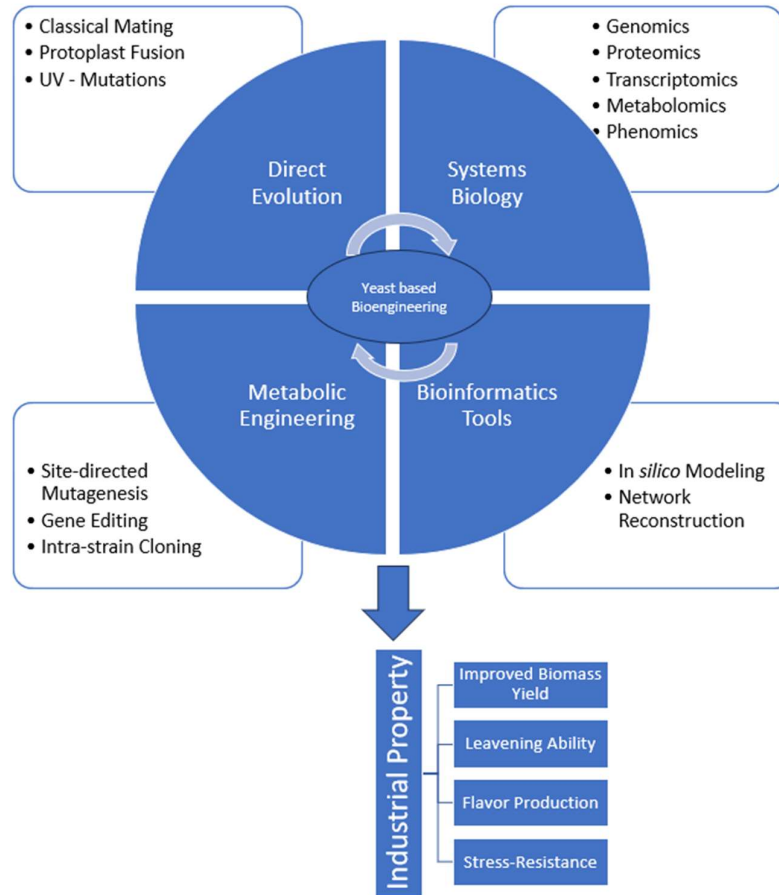 • Classical Mating
• Protoplast Fusion
• UV - Mutations
• Genomics
• Proteomics
• Transcriptomics
• Metabolomics
• Phenomics
Direct
Evolution
Systems
Biology
Yeast based
Bioengineering
Metabolic
Engineering
Bioinformatics
Tools
• Site-directed
Mutagenesis
• Gene Editing
• Intra-strain Cloning
• In silico Modeling
• Network
Reconstruction
Industrial Property
Improved Biomass
Yield
Leavening Ability
Flavor Production
Stress-Resistance